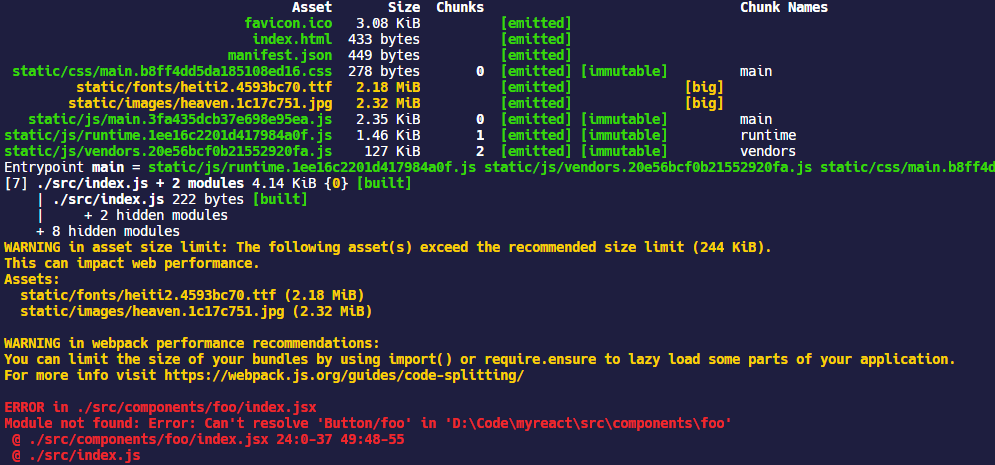 Asset Size Chunks Chunk Names
favicon.ico 3.08 KiB [emitted]
index.html 433 bytes [emitted]
manifest.json 449 bytes [emitted]
static/css/main.b8ff4dd5da185108ed16.css 278 bytes 0 [emitted] [immutable] main
static/fonts/heiti2.4593bc70.ttf 2.18 MiB [emitted] [big]
static/images/heaven.1c17c751.jpg 2.32 MiB [emitted] [big]
static/js/main.3fa435dcb37e698e95ea.js 2.35 KiB 0 [emitted] [immutable] main
static/js/runtime.1ee16c2201d417984a0f.js 1.46 KiB 1 [emitted] [immutable] runtime
static/js/vendors.20e56bcf0b21552920fa.js 127 KiB 2 [emitted] [immutable] vendors
Entrypoint main = static/js/runtime.1ee16c2201d417984a0f.js static/js/vendors.20e56bcf0b21552920fa.js static/css/main.b8ff4d
[7] ./src/index.js + 2 modules 4.14 KiB {0} [built]
| ./src/index.js 222 bytes [built]
| + 2 hidden modules
+ 8 hidden modules
WARNING in asset size limit: The following asset(s) exceed the recommended size limit (244 KiB).
This can impact web performance.
Assets:
static/fonts/heiti2.4593bc70.ttf (2.18 MiB)
static/images/heaven.1c17c751.jpg (2.32 MiB)
WARNING in webpack performance recommendations:
You can limit the size of your bundles by using import() or require.ensure to lazy load some parts of your application.
For more info visit https://webpack.js.org/guides/code-splitting/
ERROR in ./src/components/foo/index.jsx
Module not found: Error: Can't resolve 'Button/foo' in 'D:\Code\myreact\src\components\foo'
@ ./src/components/foo/index.jsx 24:0-37 49:48-55
@ ./src/index.js